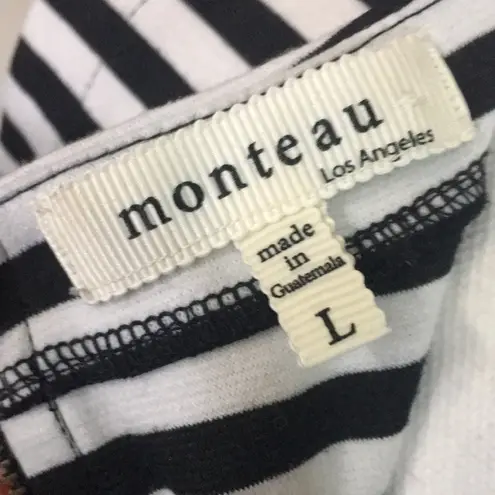 monteau
Los Angeles
made
in
Guatemala
L